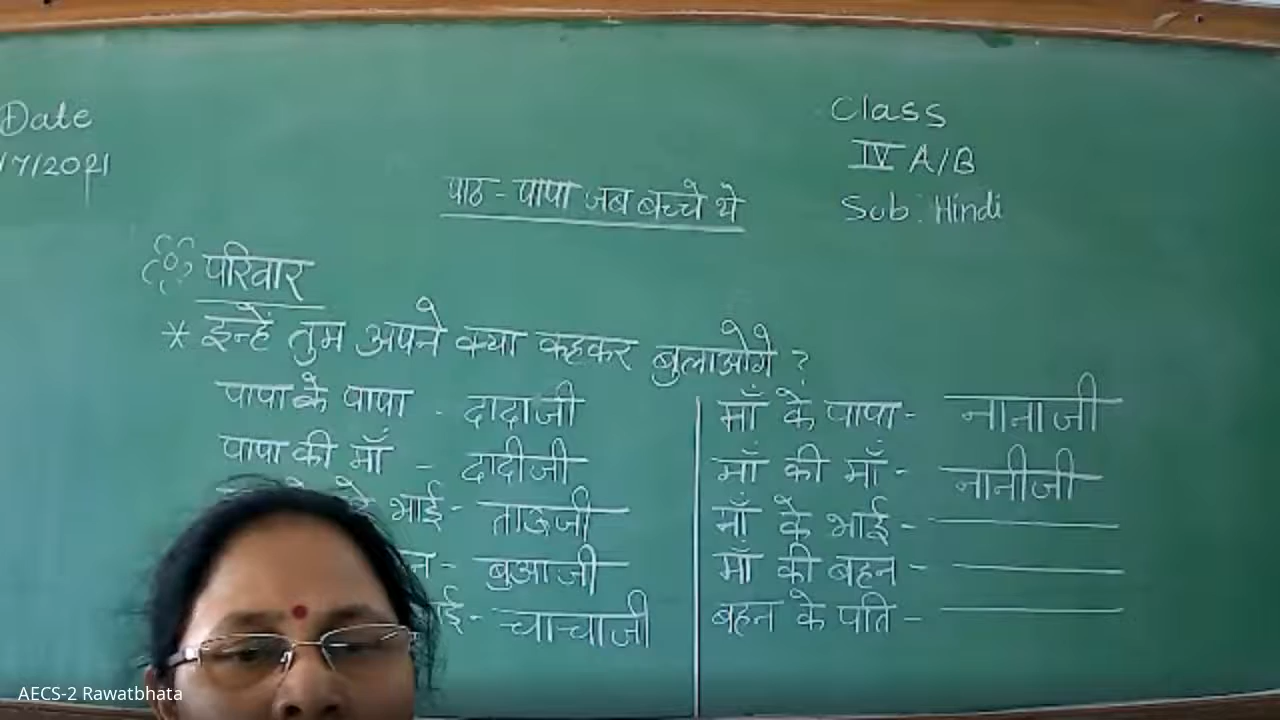 Date
/7/2021
Class
IV A/B
Sub: Hindi
पाठ - पापा जब बच्चे थे
परिवार
* इन्हें तुम अपने क्या कहकर बुलाओगे ?
पापा के पापा - दादाजी
पापा की माँ - दादीजी
के भाई - ताऊजी
न - बुआजी
ई - चाचाजी
माँ के पापा - नानाजी
माँ की माँ - नानीजी
माँ के भाई -
माँ की बहन -
बहन के पति -
AECS-2 Rawatbhata